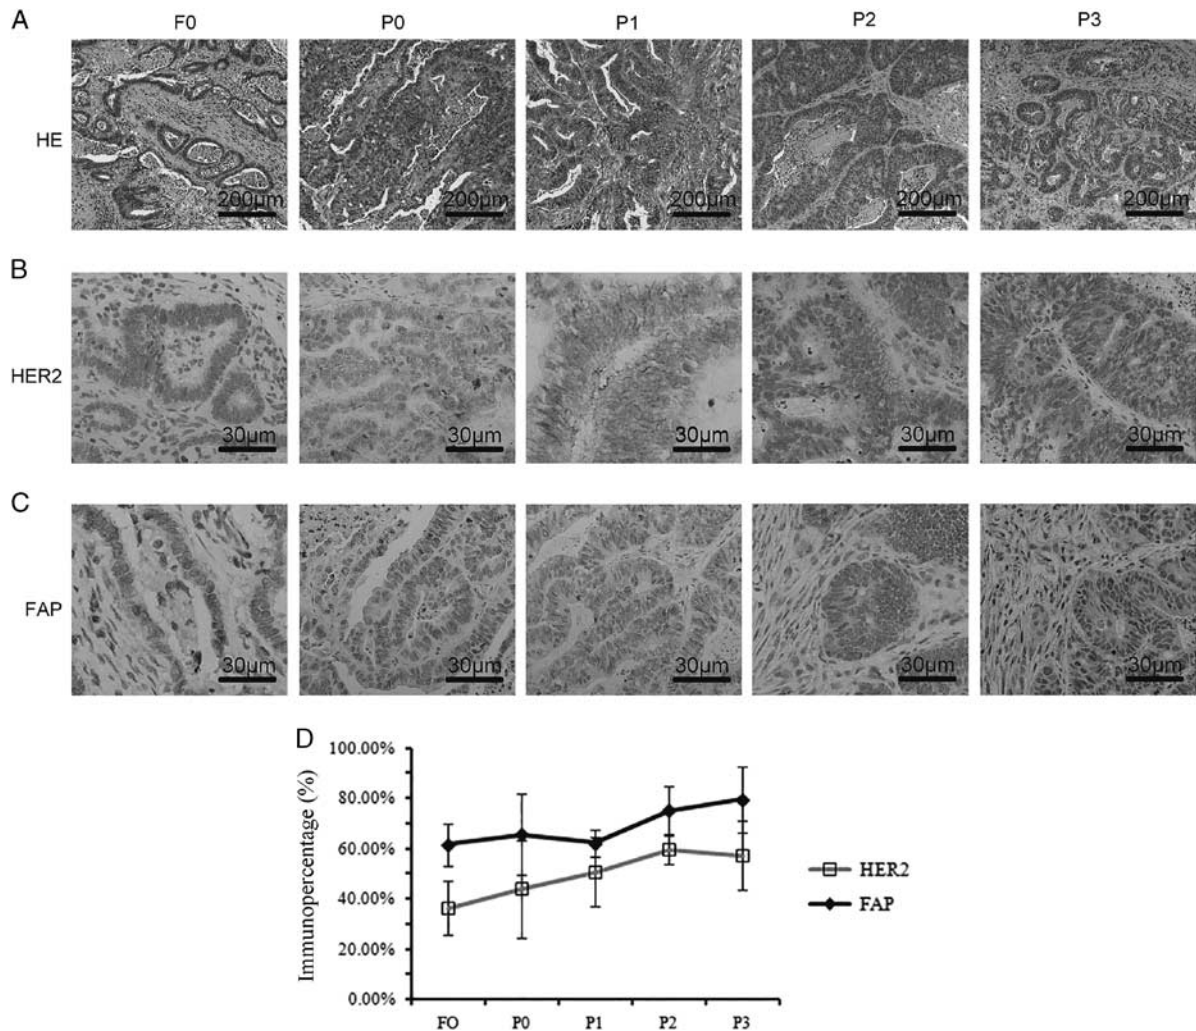 A
F0 P0 P1 P2 P3
HE
200µm 200µm 200µm 200µm 200µm
B
HER2
30µm 30µm 30µm 30µm 30µm
C
FAP
30µm 30µm 30µm 30µm 30µm
D
Immunopercentage (%)
100.00%
80.00%
60.00%
40.00%
20.00%
0.00%
FO P0 P1 P2 P3
HER2
FAP